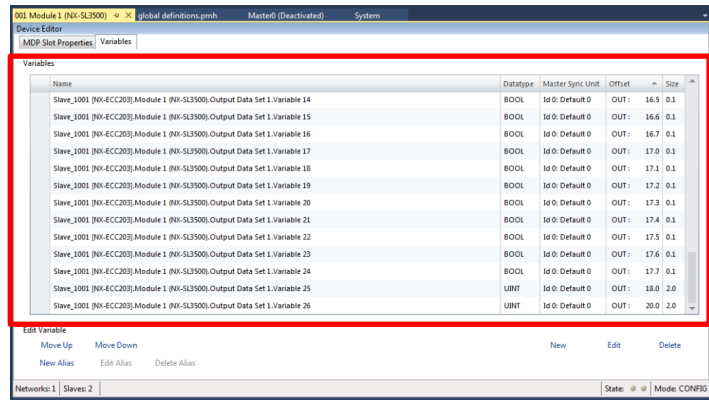 001 Module 1 (NX-SL3500) global definitions.pmh Master0 (Deactivated) System
Device Editor
MDP Slot Properties Variables
Variables
Name Datatype Master Sync Unit Offset Size
Slave_1001 [NX-ECC203].Module 1 (NX-SL3500).Output Data Set 1.Variable 14 BOOL Id 0: Default 0 OUT: 16.5 0.1
Slave_1001 [NX-ECC203].Module 1 (NX-SL3500).Output Data Set 1.Variable 15 BOOL Id 0: Default 0 OUT: 16.6 0.1
Slave_1001 [NX-ECC203].Module 1 (NX-SL3500).Output Data Set 1.Variable 16 BOOL Id 0: Default 0 OUT: 16.7 0.1
Slave_1001 [NX-ECC203].Module 1 (NX-SL3500).Output Data Set 1.Variable 17 BOOL Id 0: Default 0 OUT: 17.0 0.1
Slave_1001 [NX-ECC203].Module 1 (NX-SL3500).Output Data Set 1.Variable 18 BOOL Id 0: Default 0 OUT: 17.1 0.1
Slave_1001 [NX-ECC203].Module 1 (NX-SL3500).Output Data Set 1.Variable 19 BOOL Id 0: Default 0 OUT: 17.2 0.1
Slave_1001 [NX-ECC203].Module 1 (NX-SL3500).Output Data Set 1.Variable 20 BOOL Id 0: Default 0 OUT: 17.3 0.1
Slave_1001 [NX-ECC203].Module 1 (NX-SL3500).Output Data Set 1.Variable 21 BOOL Id 0: Default 0 OUT: 17.4 0.1
Slave_1001 [NX-ECC203].Module 1 (NX-SL3500).Output Data Set 1.Variable 22 BOOL Id 0: Default 0 OUT: 17.5 0.1
Slave_1001 [NX-ECC203].Module 1 (NX-SL3500).Output Data Set 1.Variable 23 BOOL Id 0: Default 0 OUT: 17.6 0.1
Slave_1001 [NX-ECC203].Module 1 (NX-SL3500).Output Data Set 1.Variable 24 BOOL Id 0: Default 0 OUT: 17.7 0.1
Slave_1001 [NX-ECC203].Module 1 (NX-SL3500).Output Data Set 1.Variable 25 UINT Id 0: Default 0 OUT: 18.0 2.0
Slave_1001 [NX-ECC203].Module 1 (NX-SL3500).Output Data Set 1.Variable 26 UINT Id 0: Default 0 OUT: 20.0 2.0
Edit Variable
Move Up Move Down New Edit Delete
New Alias Edit Alias Delete Alias
Networks: 1 Slaves: 2 State: Mode: CONFIG